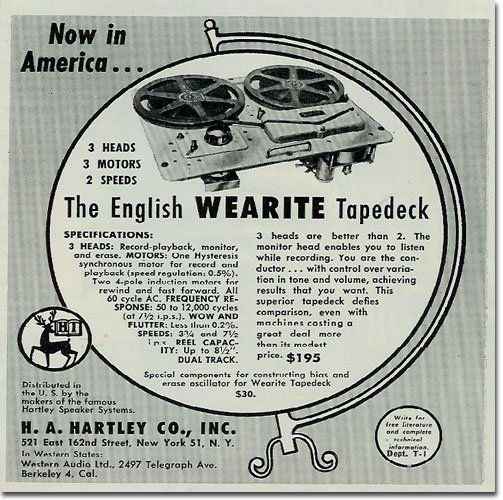 Now in
America...
3 HEADS
3 MOTORS
2 SPEEDS
The English WEARITE Tapedeck
SPECIFICATIONS:
3 HEADS: Record-playback, monitor,
and erase. MOTORS: One Hysteresis
synchronous motor for record and
playback (speed regulation: 0.5%).
Two 4-pole induction motors for
rewind and fast forward. All
60 cycle AC. FREQUENCY RE-
SPONSE: 50 to 12,000 cycles
(at 7½ i.p.s.). WOW AND
FLUTTER: Less than 0.2%.
SPEEDS: 3¾ and 7½
i.p.s. REEL CAPAC-
ITY: Up to 8½".
DUAL TRACK.
3 heads are better than 2. The
monitor head enables you to listen
while recording. You are the con-
ductor... with control over varia-
tion in tone and volume, achieving
results that you want. This
superior tapedeck defies
comparison, even with
machines costing a
great deal more
than its modest
price. $195
Special components for constructing bias and
erase oscillator for Wearite Tapedeck
$30.
H
Distributed in
the U. S. by the
makers of the famous
Hartley Speaker Systems.
H. A. HARTLEY CO., INC.
521 East 162nd Street, New York 51, N. Y.
In Western States:
Western Audio Ltd., 2497 Telegraph Ave.
Berkeley 4, Cal.
Write for
free literature
and complete
technical
information.
Dept. T-1